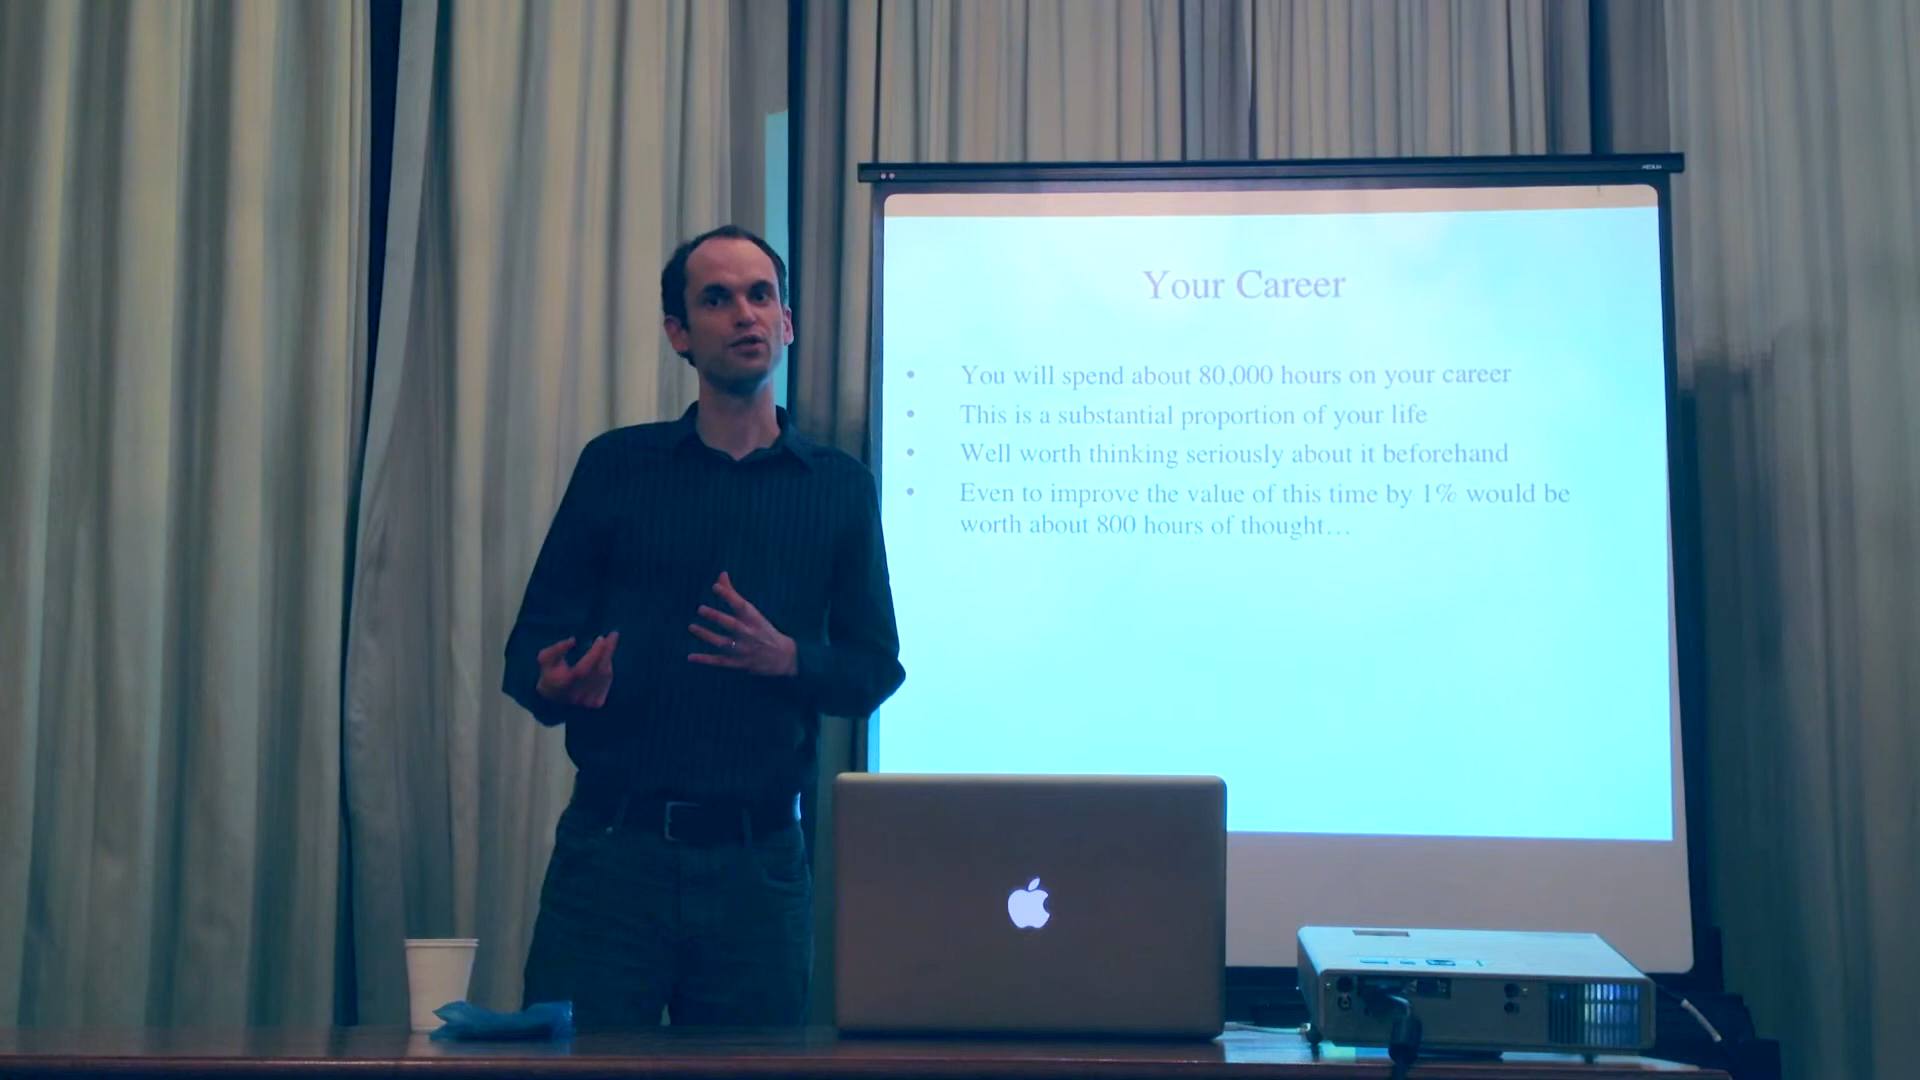 Your Career
• You will spend about 80,000 hours on your career
• This is a substantial proportion of your life
• Well worth thinking seriously about it beforehand
• Even to improve the value of this time by 1% would be
worth about 800 hours of thought…